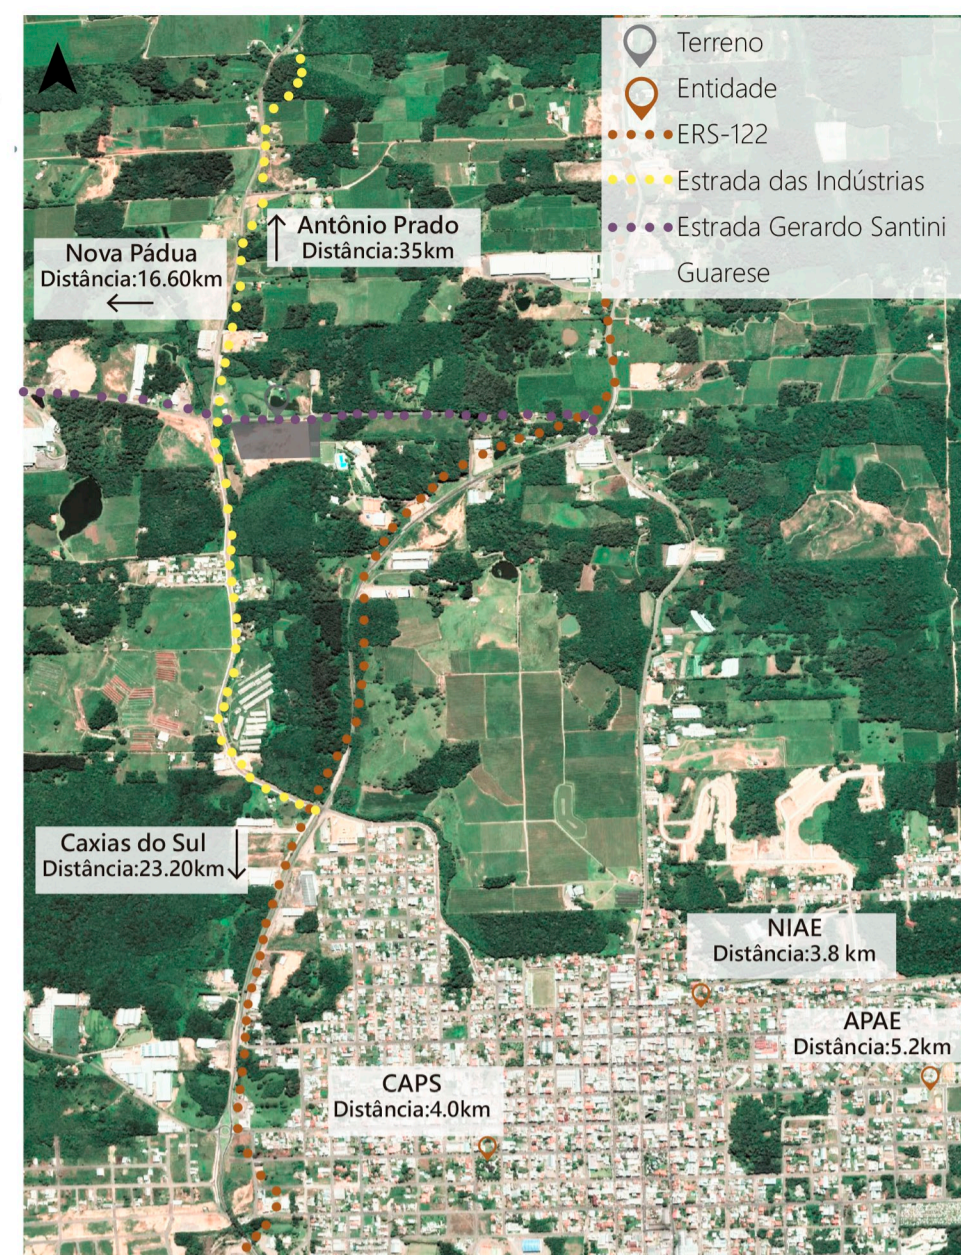 Terreno
Entidade
ERS-122
Estrada das Indústrias
Estrada Gerardo Santini
Guarese
Antônio Prado
Distância:35km
Nova Pádua
Distância:16.60km
Caxias do Sul
Distância:23.20km
NIAE
Distância:3.8 km
APAE
Distância:5.2km
CAPS
Distância:4.0km